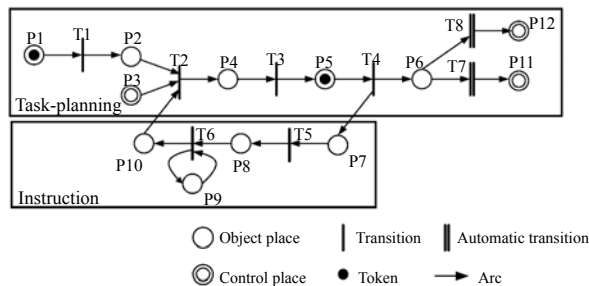 P1 T1 P2 T2 P4 T3 P5 T4 P6 T8 P12
P3 T7 P11
Task-planning
P10 T6 P8 T5 P7
P9
Instruction
Object place Transition Automatic transition
Control place Token Arc